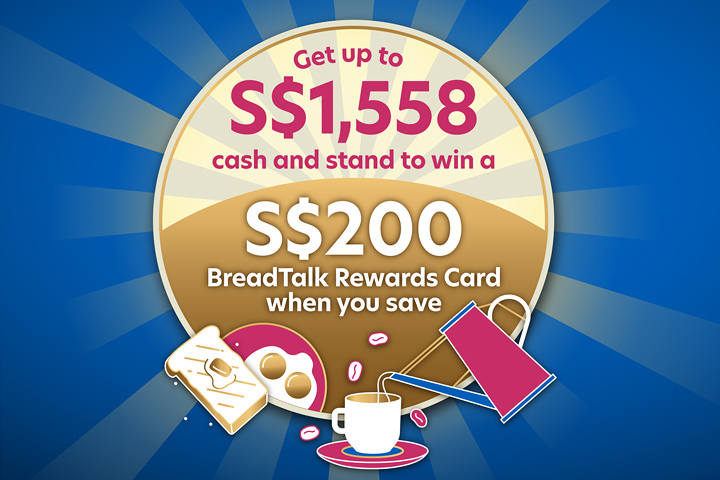 Get up to
S$1,558
cash and stand to win a
S$200
BreadTalk Rewards Card
when you save